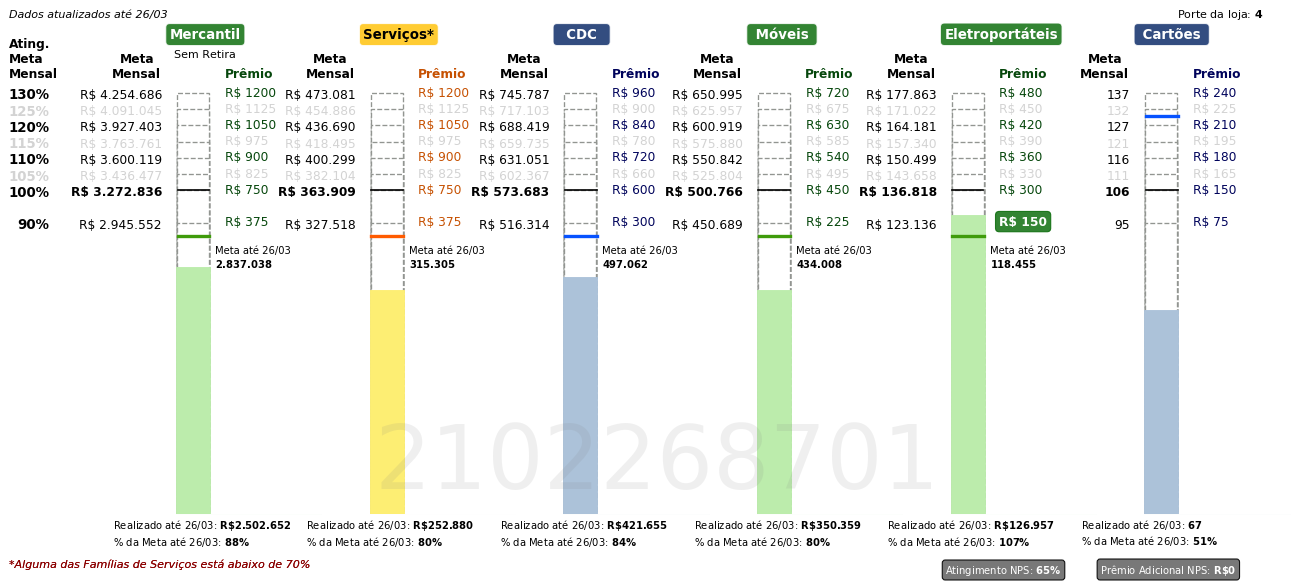 Dados atualizados até 26/03
Porte da loja: 4
Mercantil Serviços* CDC Móveis Eletroportáteis Cartões
Sem Retira
Ating. Meta Mensal
Meta Mensal Prêmio Meta Mensal Prêmio Meta Mensal Prêmio Meta Mensal Prêmio Meta Mensal Prêmio Meta Mensal Prêmio
130% R$ 4.254.686 R$ 1200 R$ 473.081 R$ 1200 R$ 745.787 R$ 960 R$ 650.995 R$ 720 R$ 177.863 R$ 480 137 R$ 240
125% R$ 4.091.045 R$ 1125 R$ 454.886 R$ 1125 R$ 717.103 R$ 900 R$ 625.957 R$ 675 R$ 171.022 R$ 450 132 R$ 225
120% R$ 3.927.403 R$ 1050 R$ 436.690 R$ 1050 R$ 688.419 R$ 840 R$ 600.919 R$ 630 R$ 164.181 R$ 420 127 R$ 210
115% R$ 3.763.761 R$ 975 R$ 418.495 R$ 975 R$ 659.735 R$ 780 R$ 575.880 R$ 585 R$ 157.340 R$ 390 121 R$ 195
110% R$ 3.600.119 R$ 900 R$ 400.299 R$ 900 R$ 631.051 R$ 720 R$ 550.842 R$ 540 R$ 150.499 R$ 360 116 R$ 180
105% R$ 3.436.477 R$ 825 R$ 382.104 R$ 825 R$ 602.367 R$ 660 R$ 525.804 R$ 495 R$ 143.658 R$ 330 111 R$ 165
100% R$ 3.272.836 R$ 750 R$ 363.909 R$ 750 R$ 573.683 R$ 600 R$ 500.766 R$ 450 R$ 136.818 R$ 300 106 R$ 150
90% R$ 2.945.552 R$ 375 R$ 327.518 R$ 375 R$ 516.314 R$ 300 R$ 450.689 R$ 225 R$ 123.136 R$ 150 95 R$ 75
Meta até 26/03 Meta até 26/03 Meta até 26/03 Meta até 26/03 Meta até 26/03
2.837.038 315.305 497.062 434.008 118.455
2102268701
Realizado até 26/03: R$2.502.652 Realizado até 26/03: R$252.880 Realizado até 26/03: R$421.655 Realizado até 26/03: R$350.359 Realizado até 26/03: R$126.957 Realizado até 26/03: 67
% da Meta até 26/03: 88% % da Meta até 26/03: 80% % da Meta até 26/03: 84% % da Meta até 26/03: 80% % da Meta até 26/03: 107% % da Meta até 26/03: 51%
*Alguma das Famílias de Serviços está abaixo de 70%
Atingimento NPS: 65% Prêmio Adicional NPS: R$0